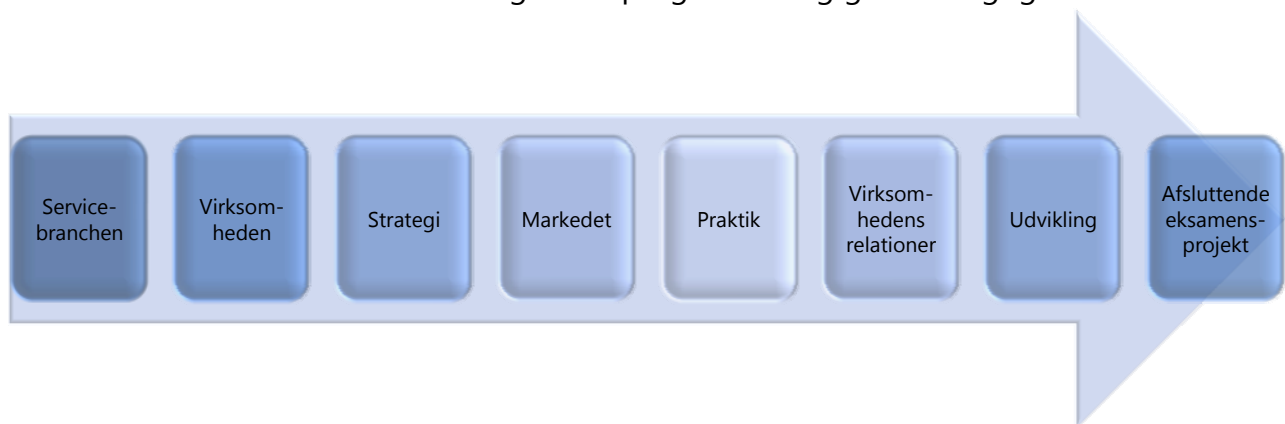 Service-
branchen
Virksom-
heden
Strategi
Markedet
Praktik
Virksom-
hedens
relationer
Udvikling
Afsluttende
eksamens-
projekt